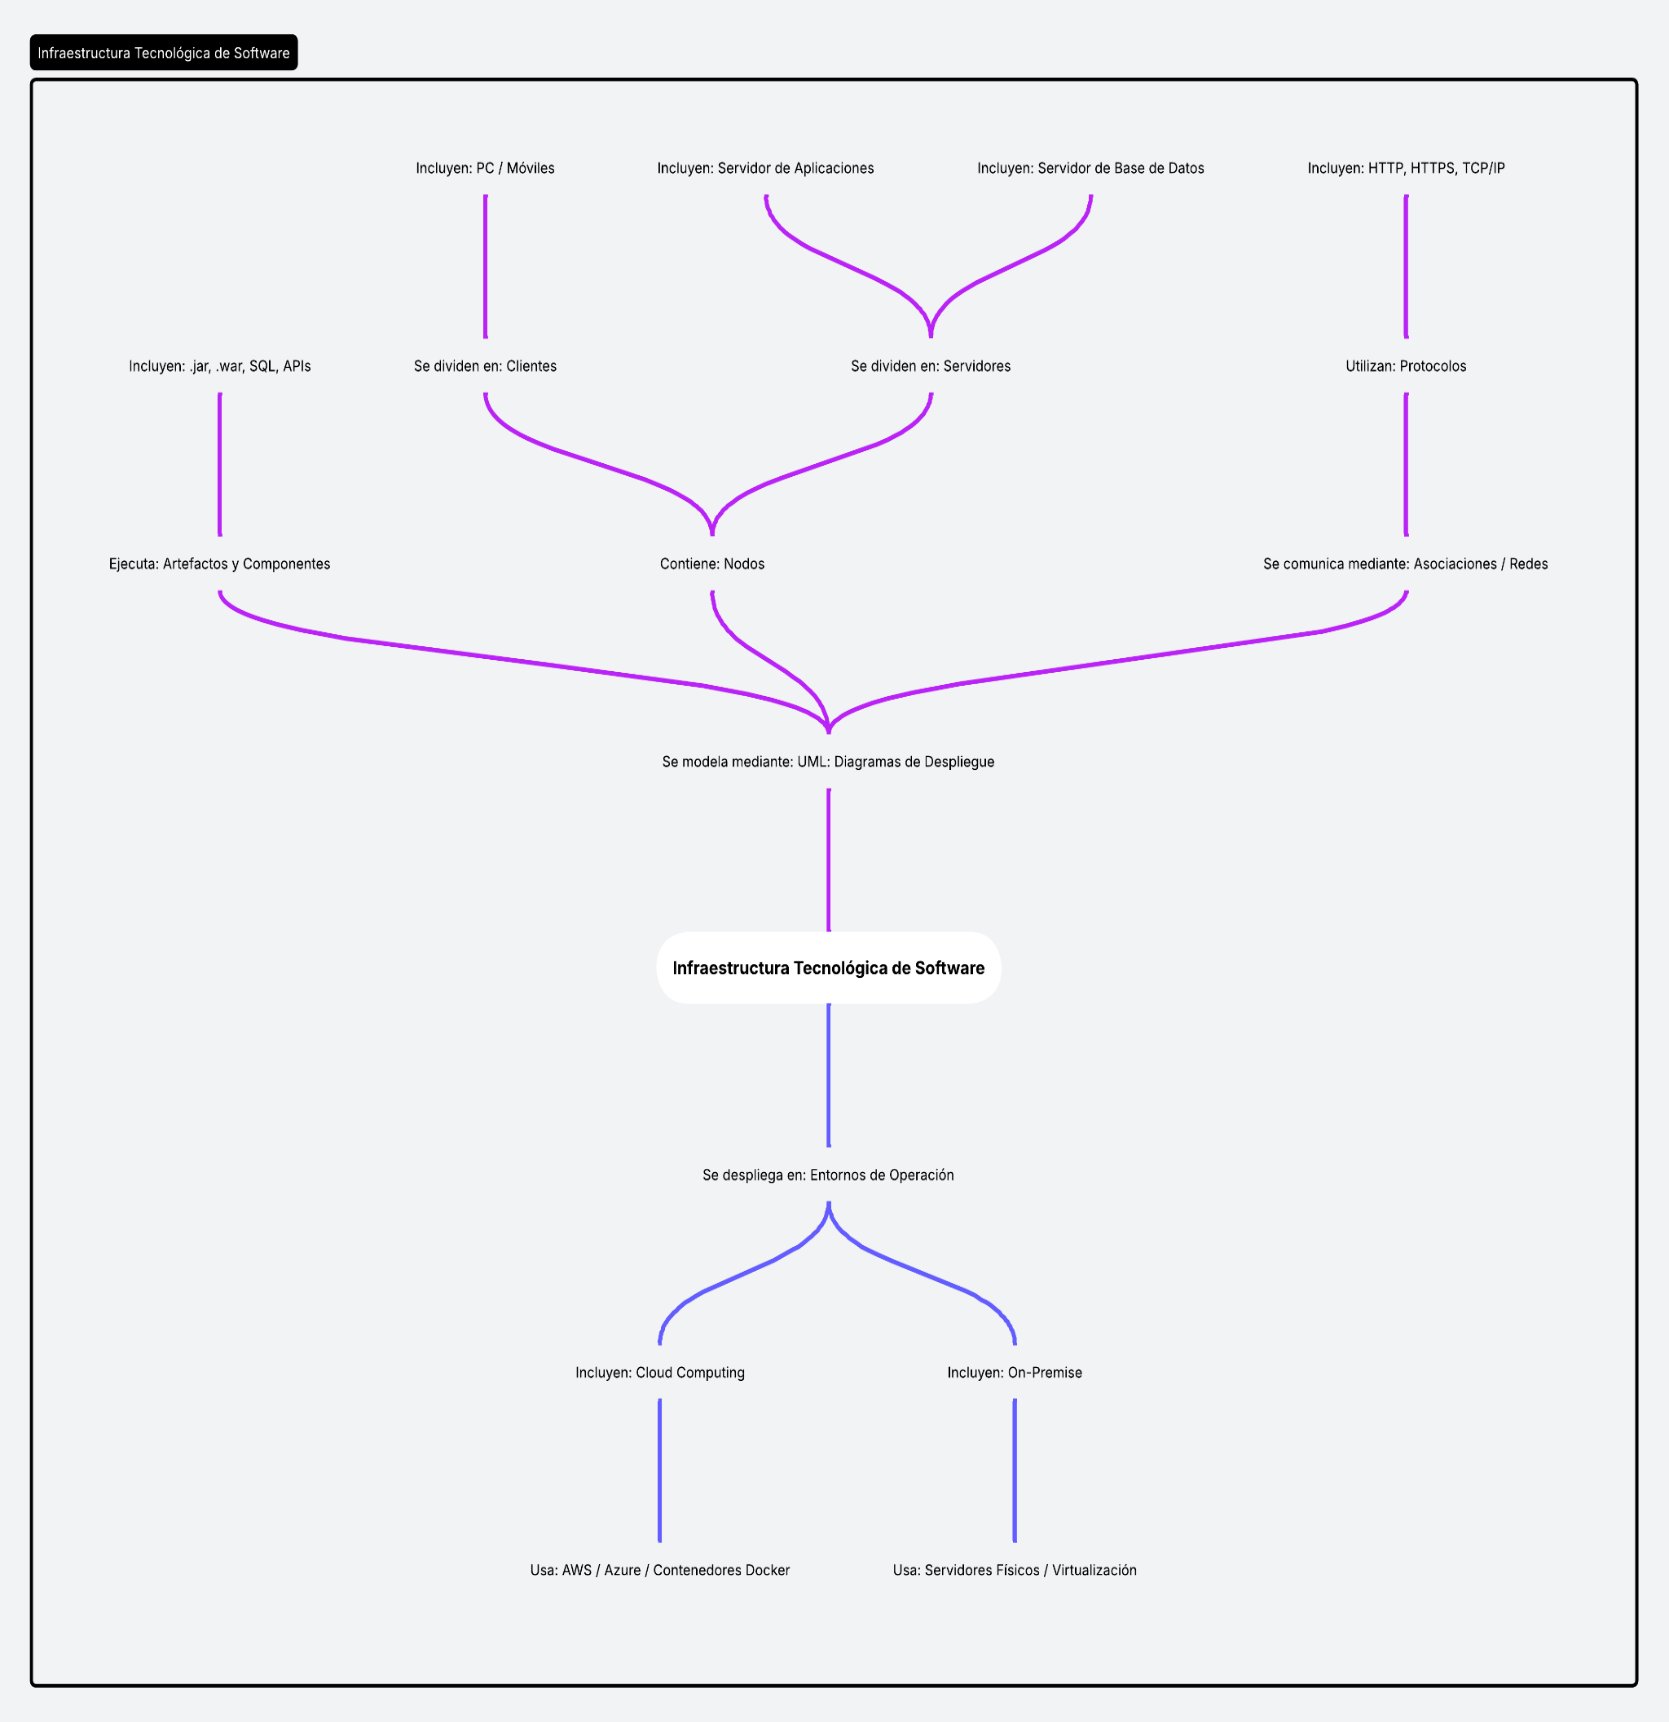 Infraestructura Tecnológica de Software
Incluyen: PC / Móviles
Incluyen: Servidor de Aplicaciones
Incluyen: Servidor de Base de Datos
Incluyen: HTTP, HTTPS, TCP/IP
Incluyen: .jar, .war, SQL, APIs
Se dividen en: Clientes
Se dividen en: Servidores
Utilizan: Protocolos
Ejecuta: Artefactos y Componentes
Contiene: Nodos
Se comunica mediante: Asociaciones / Redes
Se modela mediante: UML: Diagramas de Despliegue
Infraestructura Tecnológica de Software
Se despliega en: Entornos de Operación
Incluyen: Cloud Computing
Incluyen: On-Premise
Usa: AWS / Azure / Contenedores Docker
Usa: Servidores Físicos / Virtualización